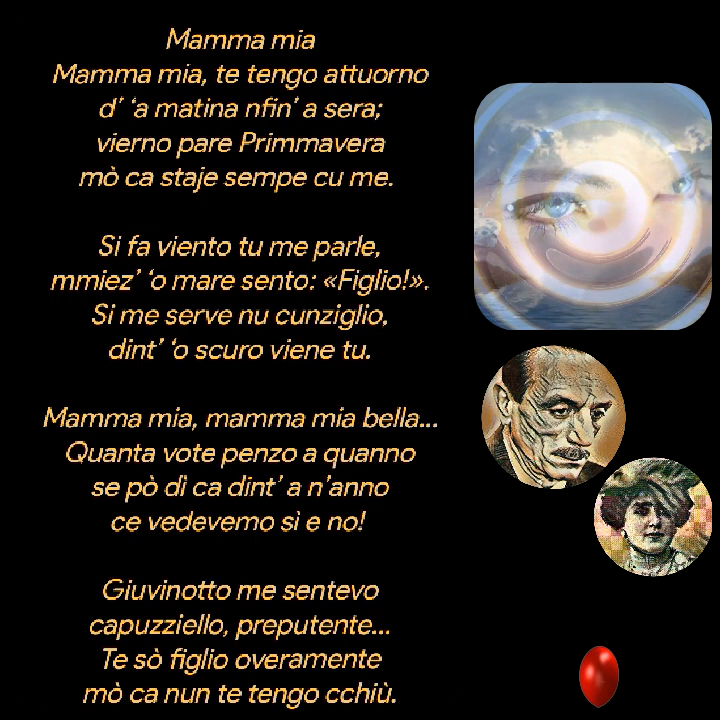 Mamma mia
Mamma mia, te tengo attuorno
d’ ‘a matina nfin’ a sera;
vierno pare Primmavera
mò ca staje sempe cu me.
Si fa viento tu me parle,
mmiez’ ‘o mare sento: «Figlio!».
Si me serve nu cunziglio,
dint’ ‘o scuro viene tu.
Mamma mia, mamma mia bella...
Quanta vote penzo a quanno
se pò dì ca dint’ a n’anno
ce vedevemo sì e no!
Giuvinotto me sentevo
capuzziello, preputente...
Te sò figlio overamente
mò ca nun te tengo cchiù.